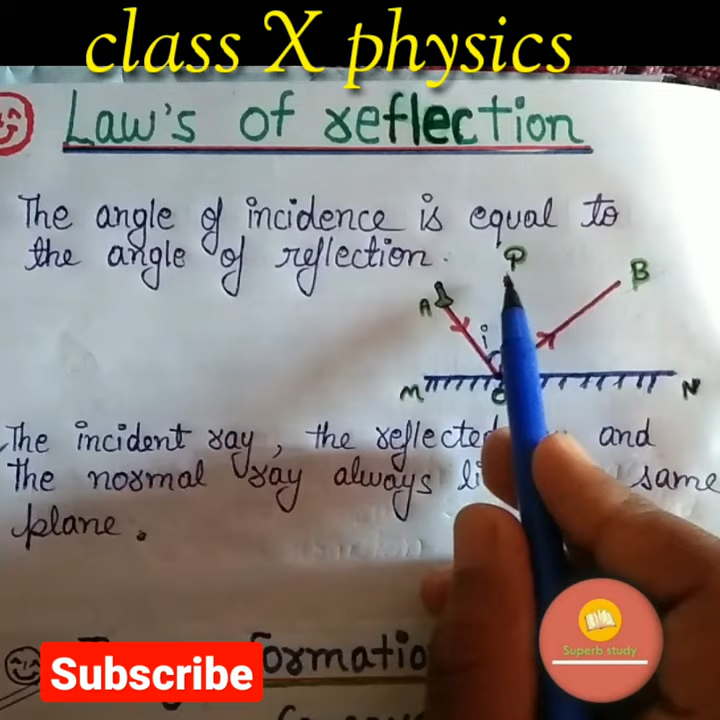 class X physics
Law's of reflection
The angle of incidence is equal to
the angle of reflection.
P
B
A
i
M
N
The incident ray, the reflected and
The normal ray always same
plane.
formatio
Subscribe
Superb study